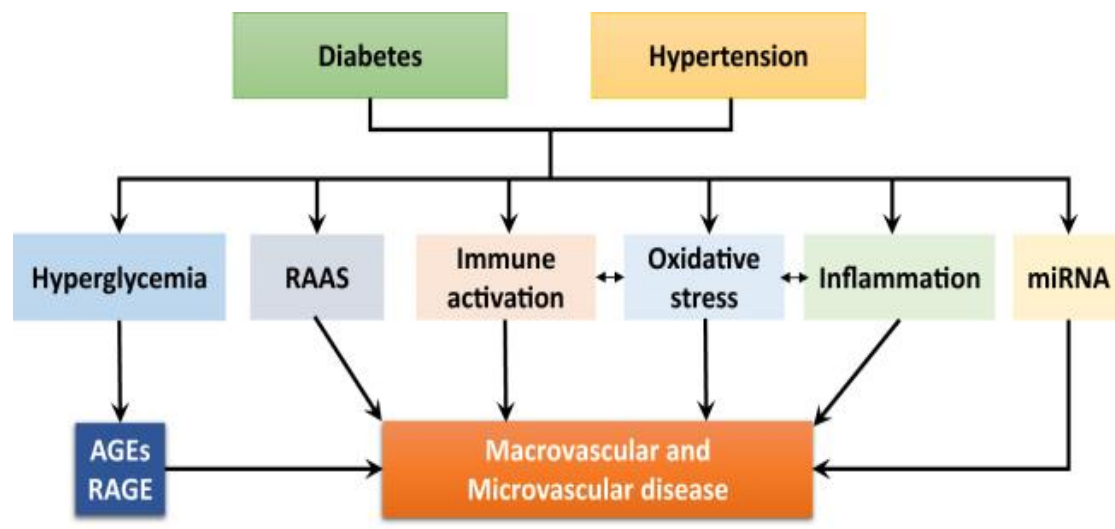 Diabetes
Hypertension
Hyperglycemia
RAAS
Immune
activation
Oxidative
stress
Inflammation
miRNA
AGEs
RAGE
Macrovascular and
Microvascular disease